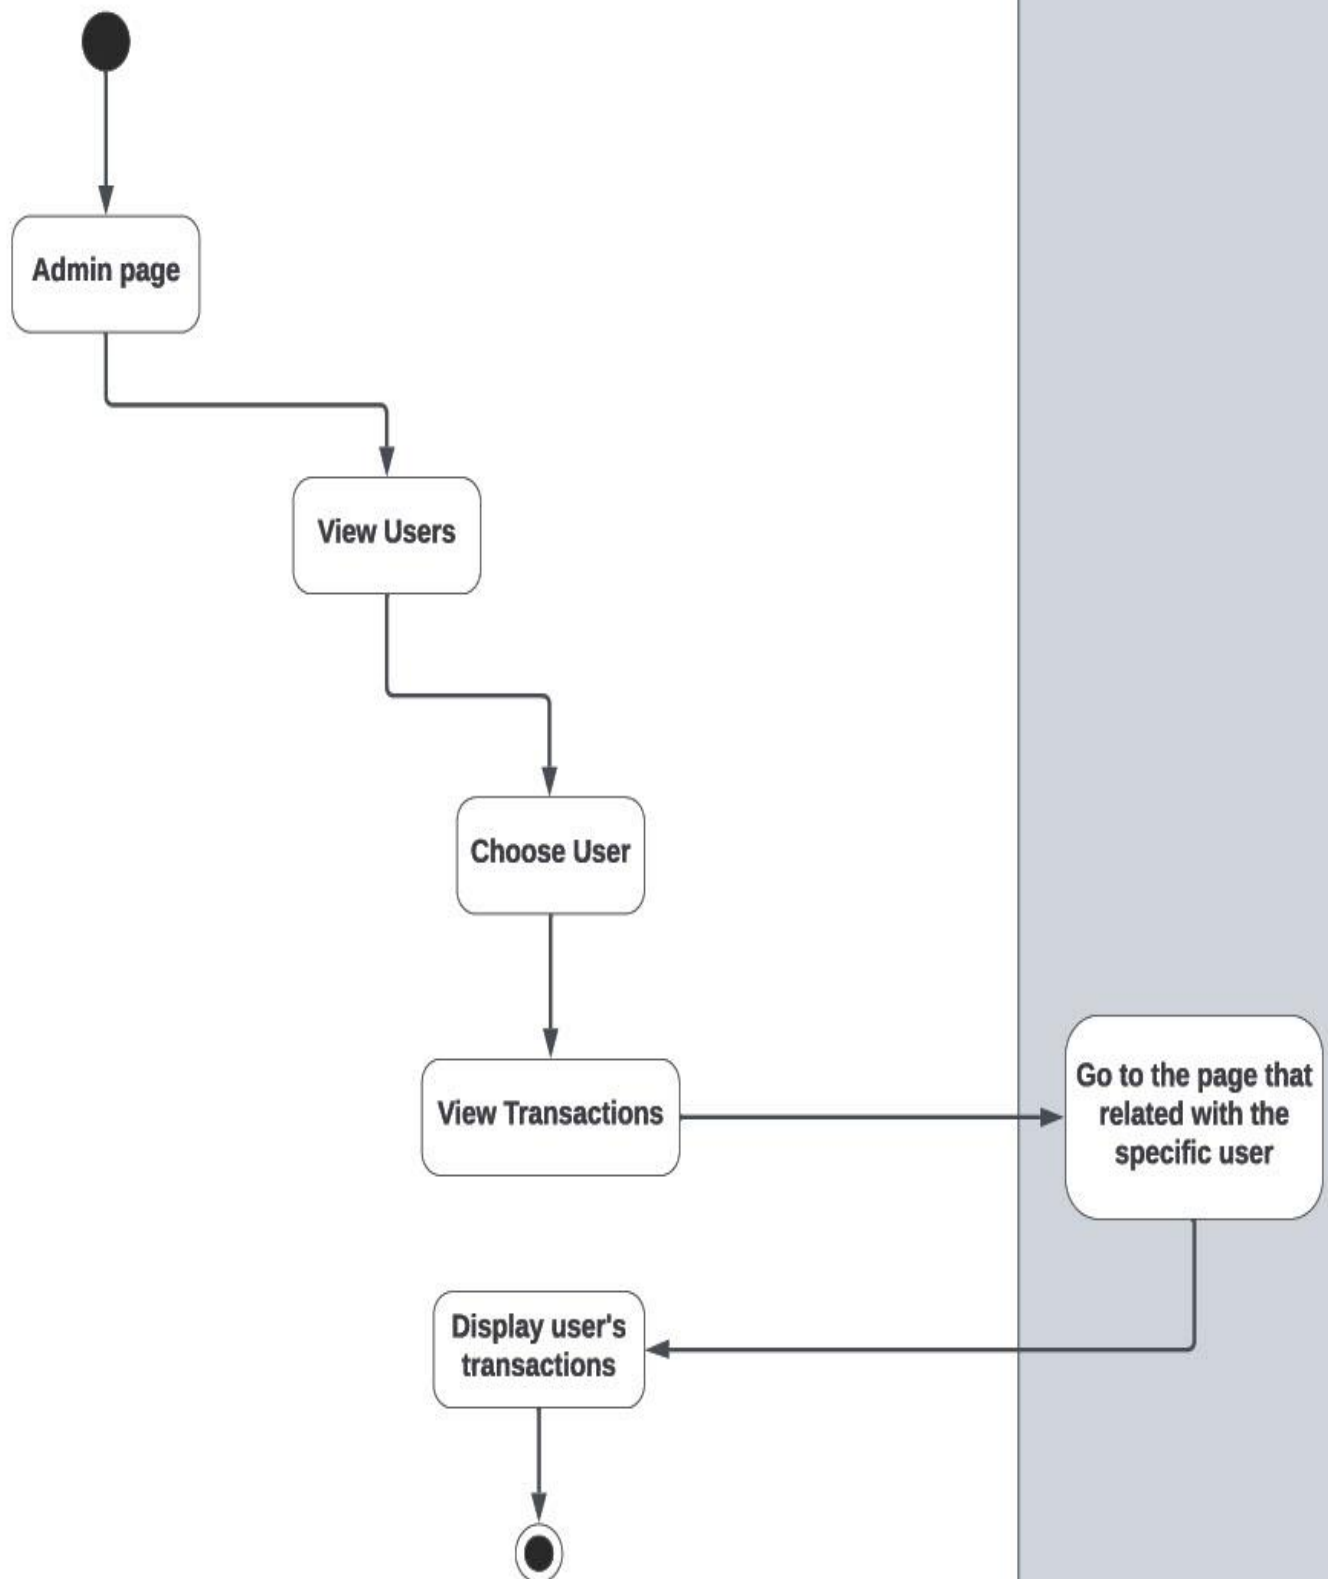 Admin page
View Users
Choose User
View Transactions
Go to the page that
related with the
specific user
Display user's
transactions